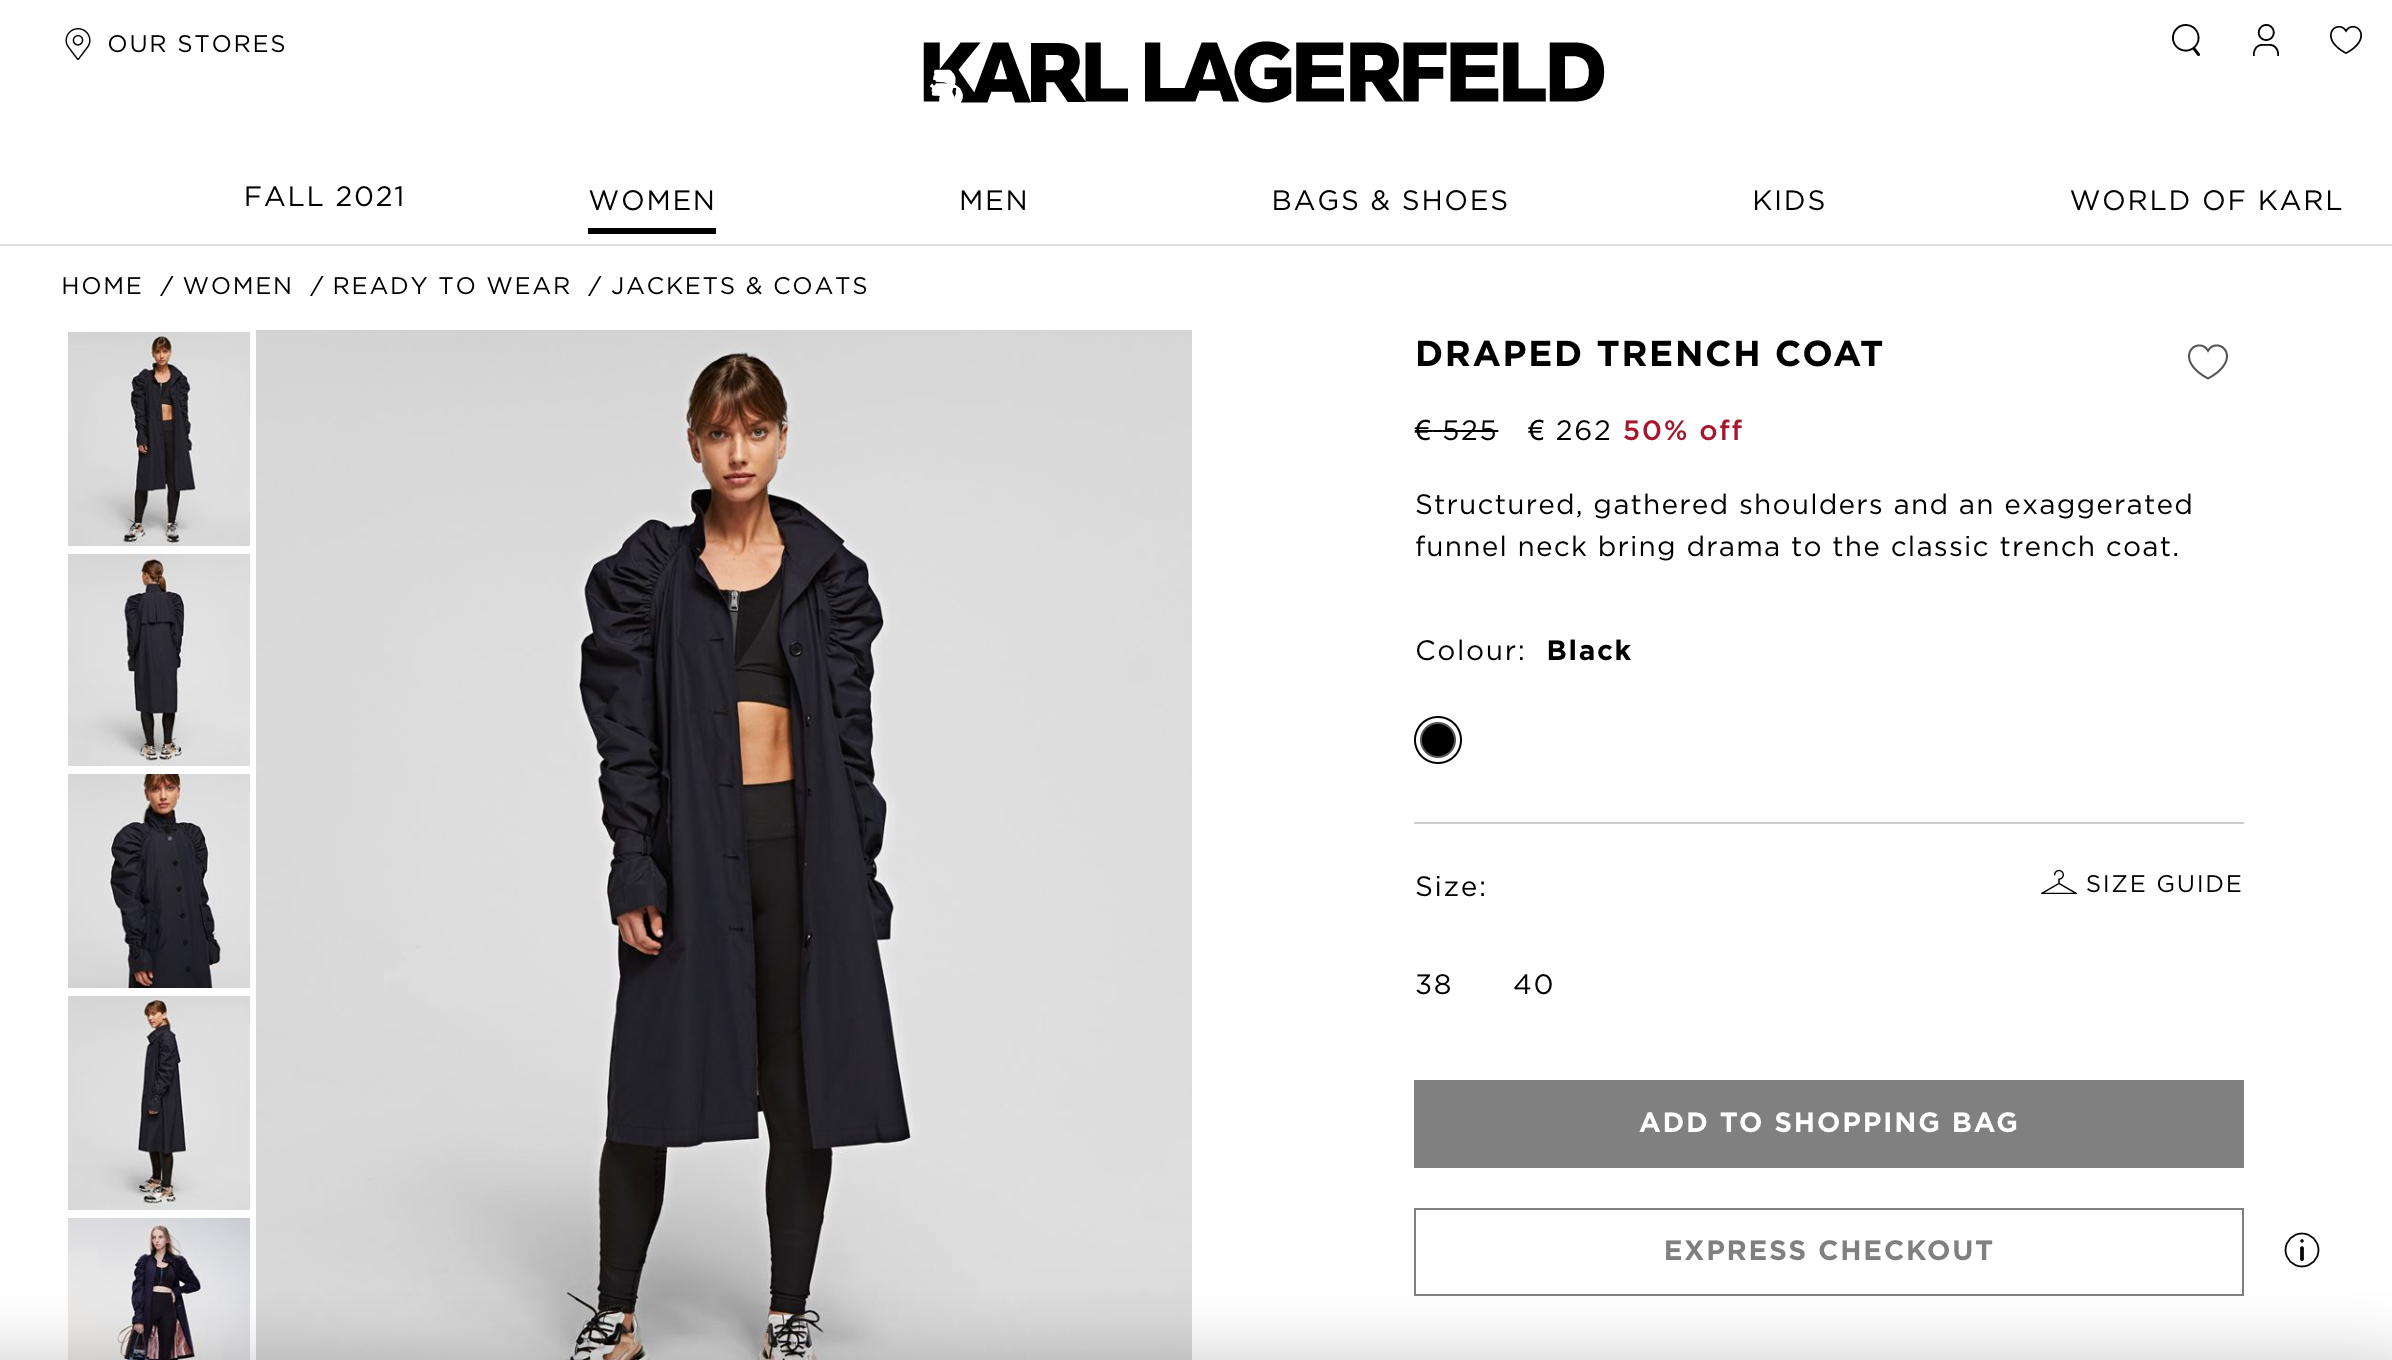 OUR STORES
KARL LAGERFELD
FALL 2021
WOMEN
MEN
BAGS & SHOES
KIDS
WORLD OF KARL
HOME / WOMEN / READY TO WEAR / JACKETS & COATS
DRAPED TRENCH COAT
€ 525 € 262 50% off
Structured, gathered shoulders and an exaggerated
funnel neck bring drama to the classic trench coat.
Colour: Black
Size:
SIZE GUIDE
38 40
ADD TO SHOPPING BAG
EXPRESS CHECKOUT